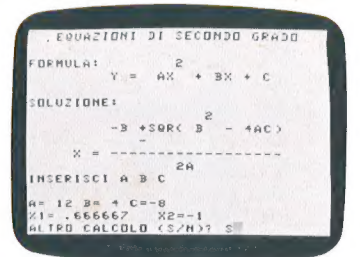 . EQUAZIONI DI SECONDO GRADO
FORMULA:
2
Y = AX + BX + C
SOLUZIONE:
2
-B +SQR( B - 4AC)
-
X = -------------------
2A
INSERISCI A B C
A= 12 B= 4 C=-8
X1= .666667 X2=-1
ALTRO CALCOLO (S/N)? S